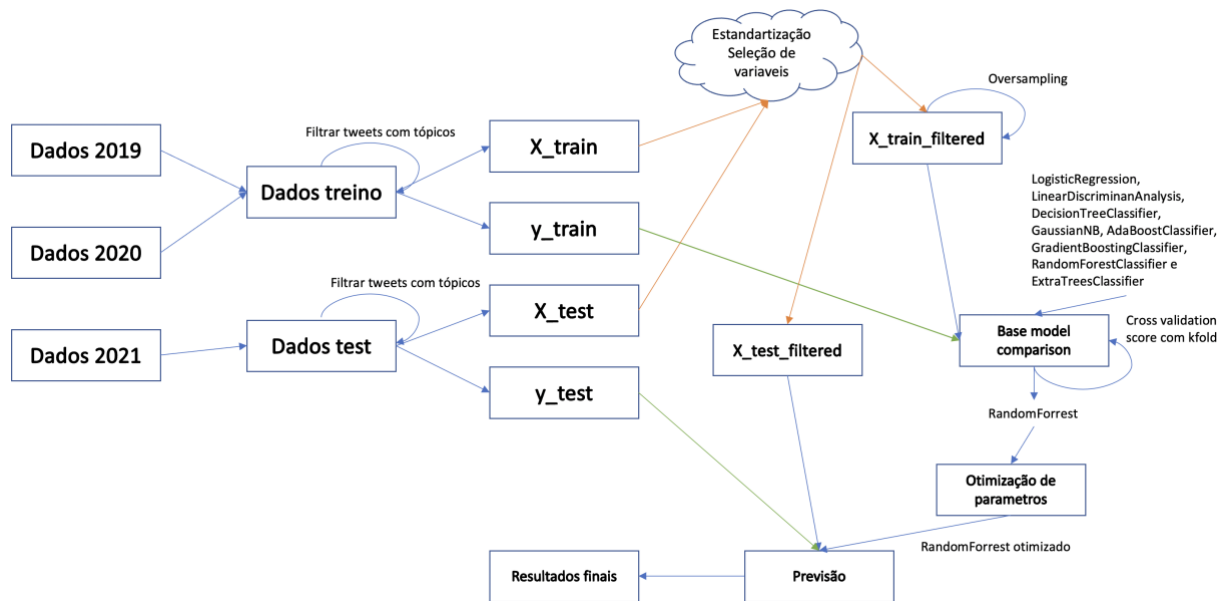 Estandartização
Seleção de
variaveis
Oversampling
Filtrar tweets com tópicos
X_train
X_train_filtered
Dados 2019
Dados treino
LogisticRegression,
LinearDiscriminanAnalysis,
DecisionTreeClassifier,
GaussianNB, AdaBoostClassifier,
GradientBoostingClassifier,
RandomForestClassifier e
ExtraTreesClassifier
y_train
Dados 2020
Filtrar tweets com tópicos
X_test
Dados 2021
Dados test
X_test_filtered
Base model
comparison
Cross validation
score com kfold
y_test
RandomForrest
Otimização de
parametros
RandomForrest otimizado
Resultados finais
Previsão